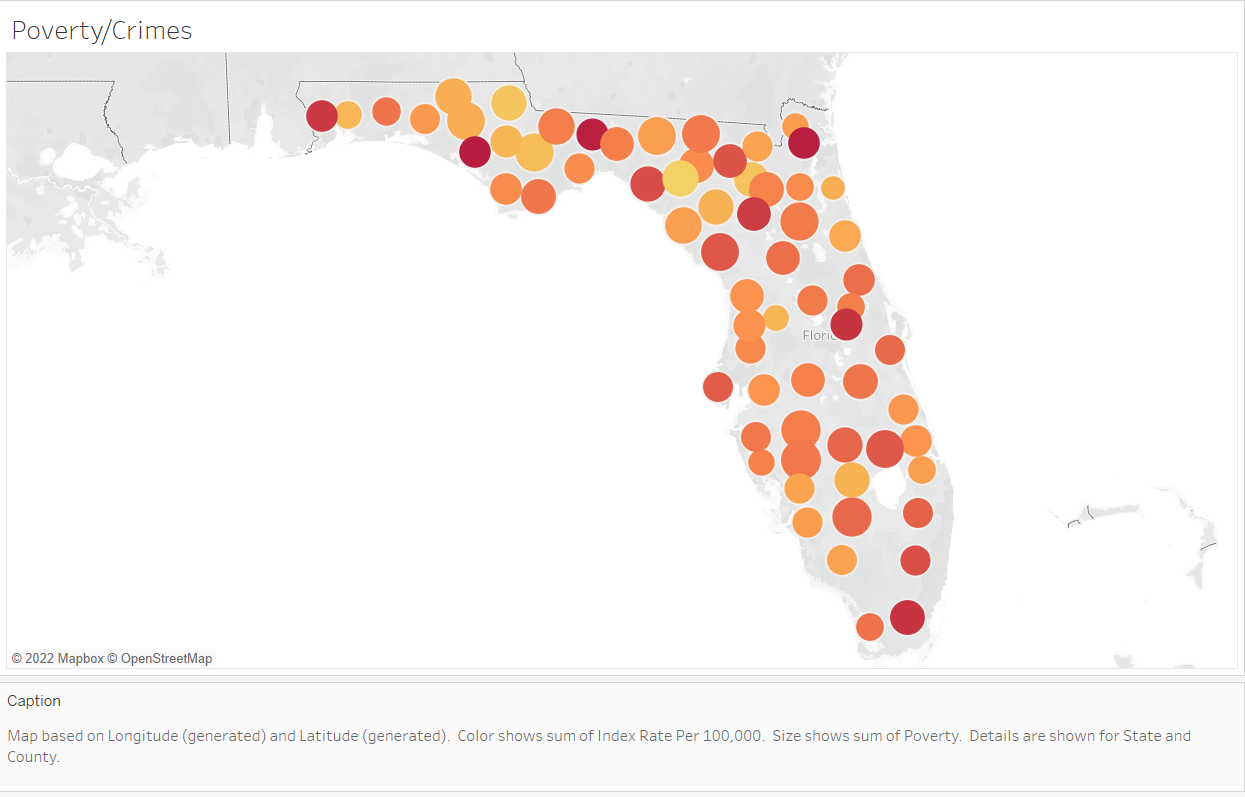 Poverty/Crimes
Floric
© 2022 Mapbox © OpenStreetMap
Caption
Map based on Longitude (generated) and Latitude (generated).  Color shows sum of Index Rate Per 100,000.  Size shows sum of Poverty.  Details are shown for State and
County.